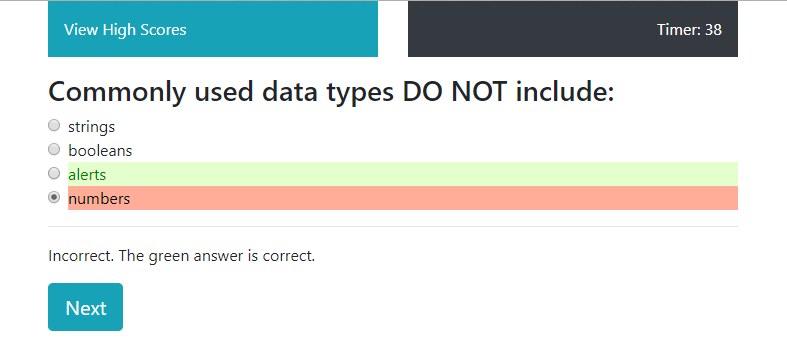 View High Scores
Timer: 38
Commonly used data types DO NOT include:
strings
booleans
alerts
numbers
Incorrect. The green answer is correct.
Next